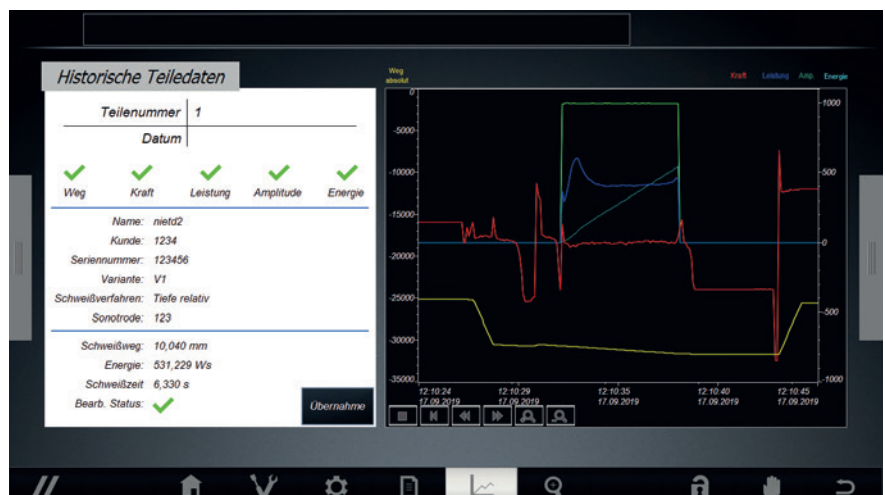 Historische Teiledaten
Teilenummer 1
Datum
Weg Kraft Leistung Amplitude Energie
Name: nietd2
Kunde: 1234
Seriennummer: 123456
Variante: V1
Schweißverfahren: Tiefe relativ
Sonotrode: 123
Schweißweg: 10,040 mm
Energie: 531,229 Ws
Schweißzeit 6,330 s
Bearb. Status:
Übernahme
Weg
absolut
Kraft Leistung Amp. Energie
0 1000
-5000
-10000 500
-15000
0
-20000
-25000
-500
-30000
-35000 -1000
12:10:24 12:10:29 12:10:35 12:10:40 12:10:45
17.09.2019 17.09.2019 17.09.2019 17.09.2019 17.09.2019